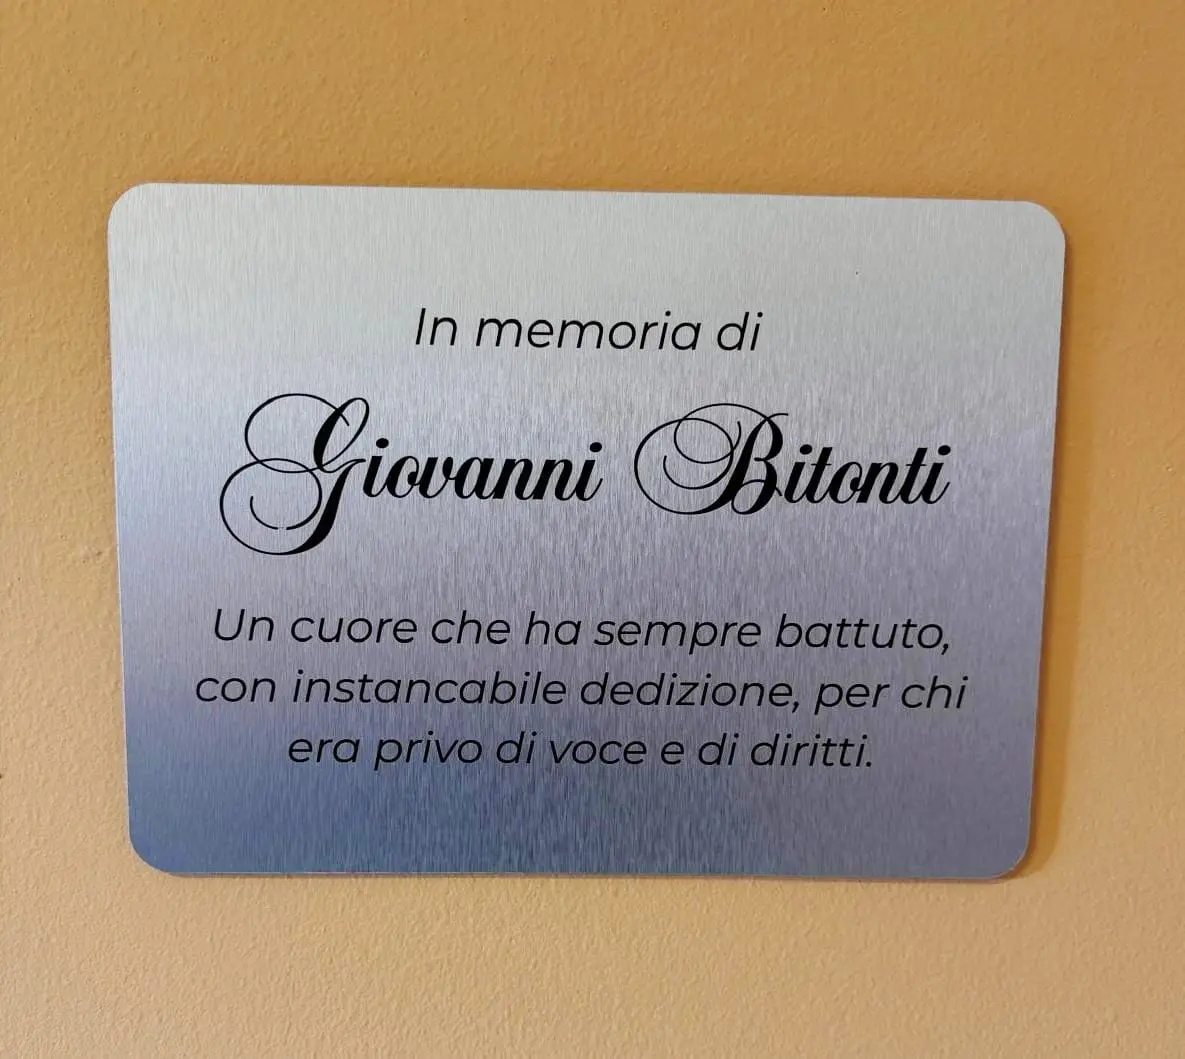 In memoria di
Giovanni Bitonti
Un cuore che ha sempre battuto,
con instancabile dedizione, per chi
era privo di voce e di diritti.